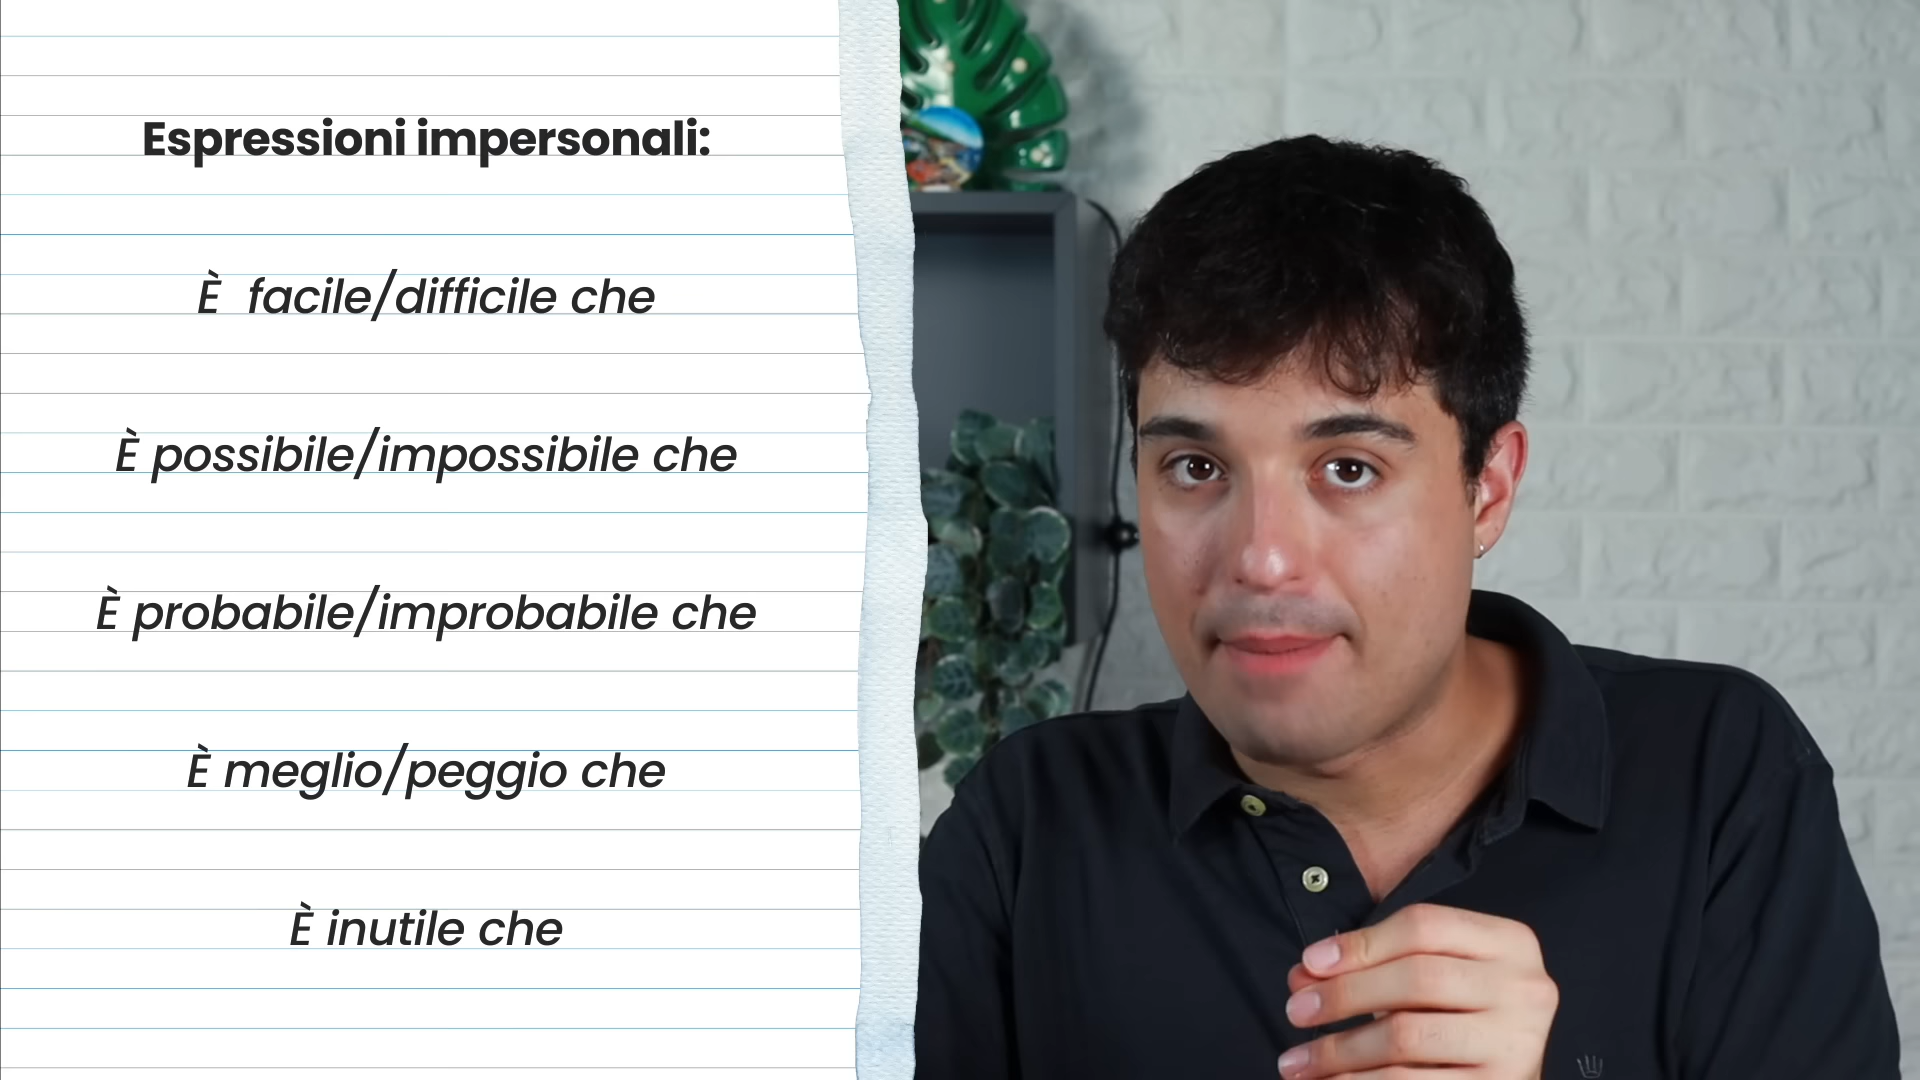 Espressioni impersonali:
È facile/difficile che
È possibile/impossibile che
È probabile/improbabile che
È meglio/peggio che
È inutile che